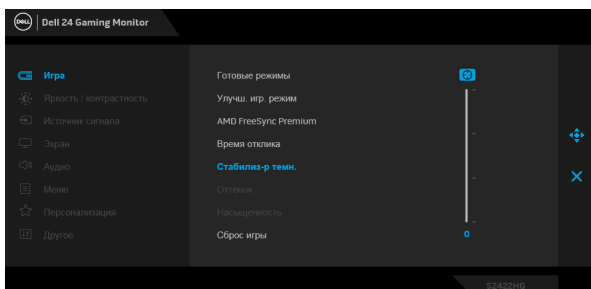 DELL Dell 24 Gaming Monitor
Игра
Яркость / контрастность
Источник сигнала
Экран
Аудио
Меню
Персонализация
Другое
Готовые режимы
Улучш. игр. режим
AMD FreeSync Premium
Время отклика
Стабилиз-р темн.
Оттенок
Насыщенность
Сброс игры
0
S2422HG